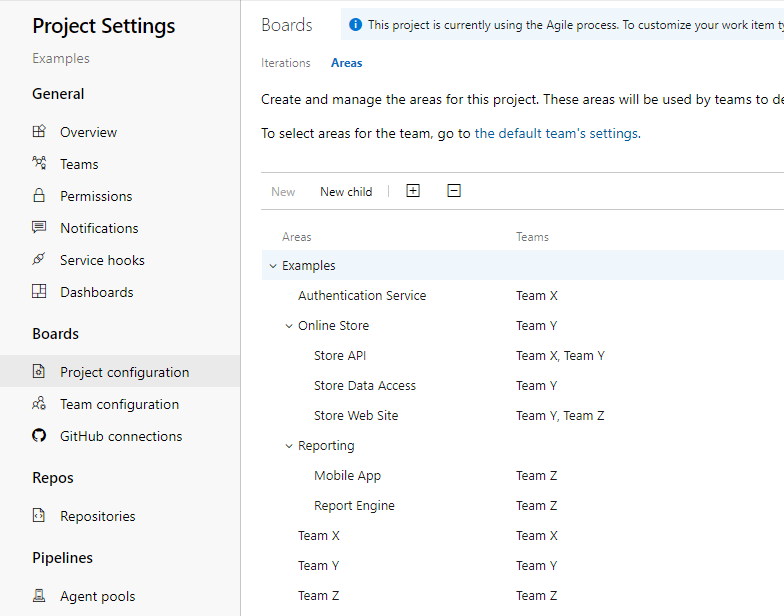 Project Settings
Examples
General
Overview
Teams
Permissions
Notifications
Service hooks
Dashboards
Boards
Project configuration
Team configuration
GitHub connections
Repos
Repositories
Pipelines
Agent pools
Boards
This project is currently using the Agile process. To customize your work item ty
Iterations Areas
Create and manage the areas for this project. These areas will be used by teams to de
To select areas for the team, go to the default team's settings.
New New child
Areas Teams
Examples
Authentication Service Team X
Online Store Team Y
Store API Team X, Team Y
Store Data Access Team Y
Store Web Site Team Y, Team Z
Reporting
Mobile App Team Z
Report Engine Team Z
Team X Team X
Team Y Team Y
Team Z Team Z